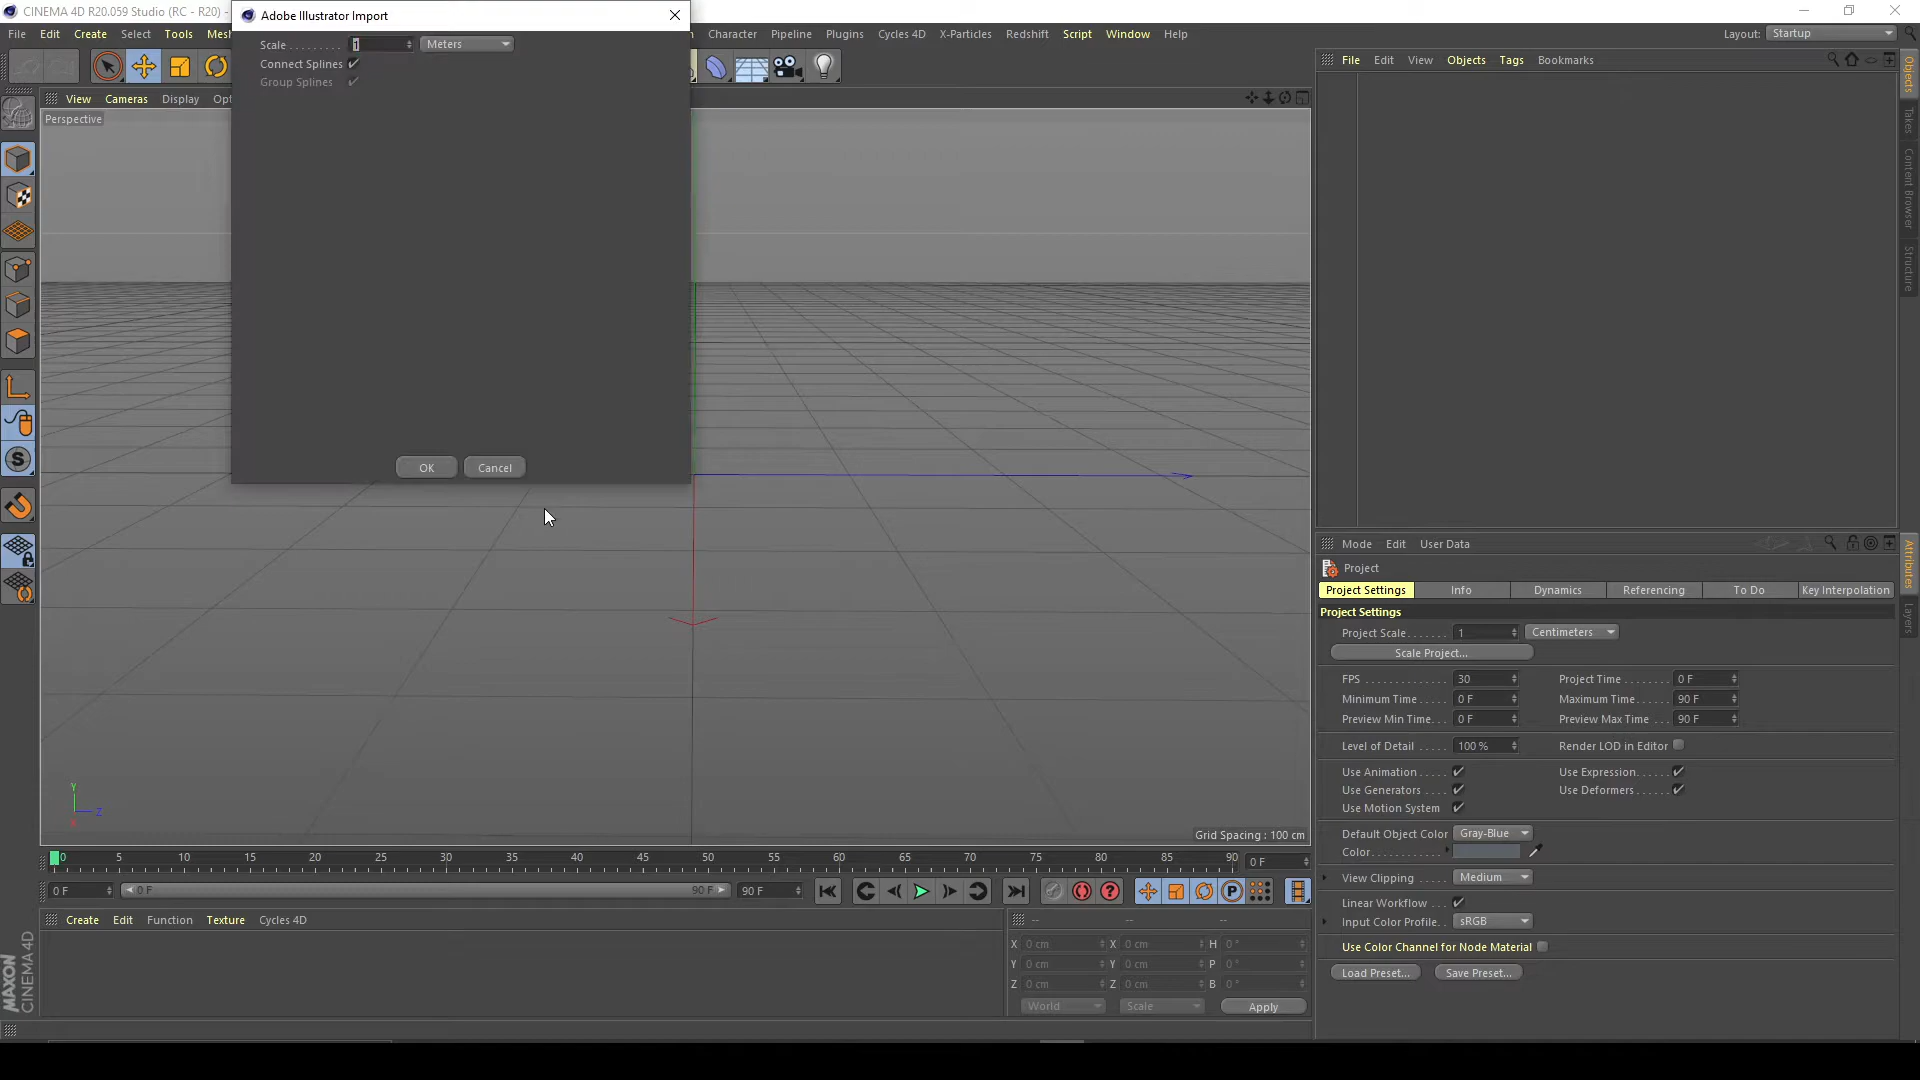 CINEMA 4D R20.059 Studio (RC - R20) -
Adobe Illustrator Import
File Edit Create Select Tools Mesh
Character Pipeline Plugins Cycles 4D X-Particles Redshift Script Window Help
Layout: Startup
Scale 1 Meters
Connect Splines
Group Splines
OK Cancel
View Cameras Display
Perspective
File Edit View Objects Tags Bookmarks
Objects
Takes
Content Browser
Structure
Y
Z
X
Grid Spacing : 100 cm
Mode Edit User Data
Attributes
Layers
Project
Project Settings Info Dynamics Referencing To Do Key Interpolation
Project Settings
Project Scale 1 Centimeters
Scale Project...
FPS 30 Project Time 0 F
Minimum Time 0 F Maximum Time 90 F
Preview Min Time 0 F Preview Max Time 90 F
Level of Detail 100 % Render LOD in Editor
Use Animation Use Expression
Use Generators Use Deformers
Use Motion System
Default Object Color Gray-Blue
Color
View Clipping Medium
Linear Workflow
Input Color Profile sRGB
Use Color Channel for Node Material
Load Preset... Save Preset...
0 5 10 15 20 25 30 35 40 45 50 55 60 65 70 75 80 85 90 0 F
0 F 0 F 90 F 90 F
Create Edit Function Texture Cycles 4D
-- -- --
X 0 cm X 0 cm H 0 °
Y 0 cm Y 0 cm P 0 °
Z 0 cm Z 0 cm B 0 °
World Scale Apply
MAXON
CINEMA 4D